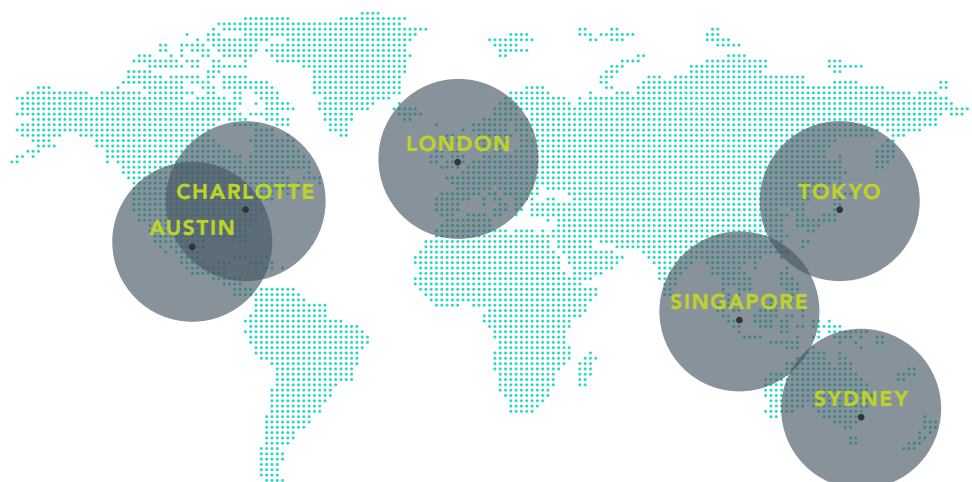 LONDON
CHARLOTTE
TOKYO
AUSTIN
SINGAPORE
SYDNEY